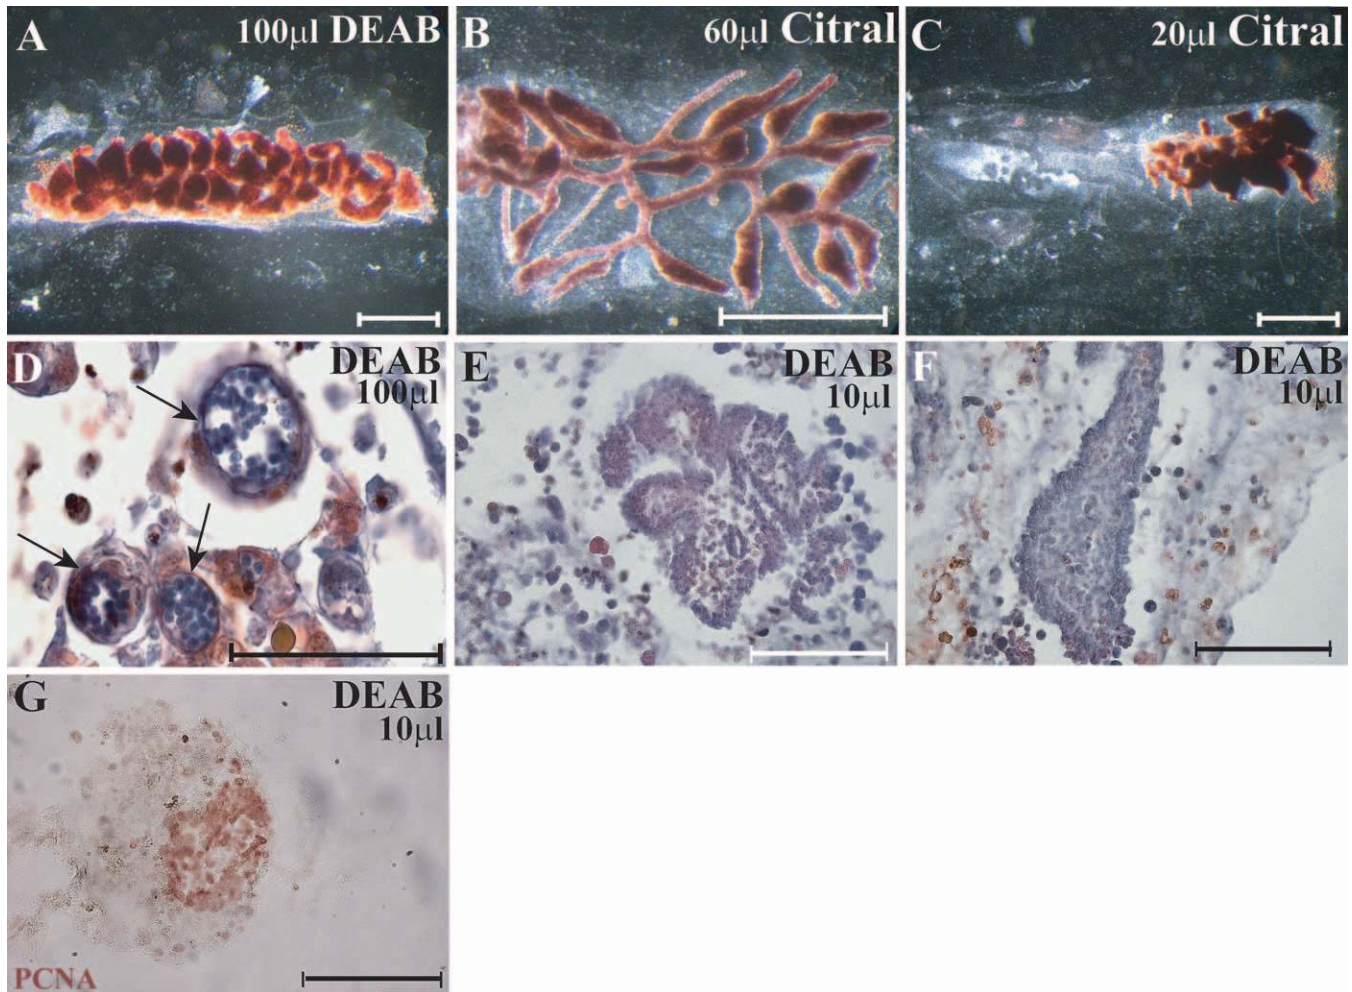 A 100µl DEAB
B 60µl Citral
C 20µl Citral
D DEAB
100µl
E DEAB
10µl
F DEAB
10µl
G DEAB
10µl
PCNA